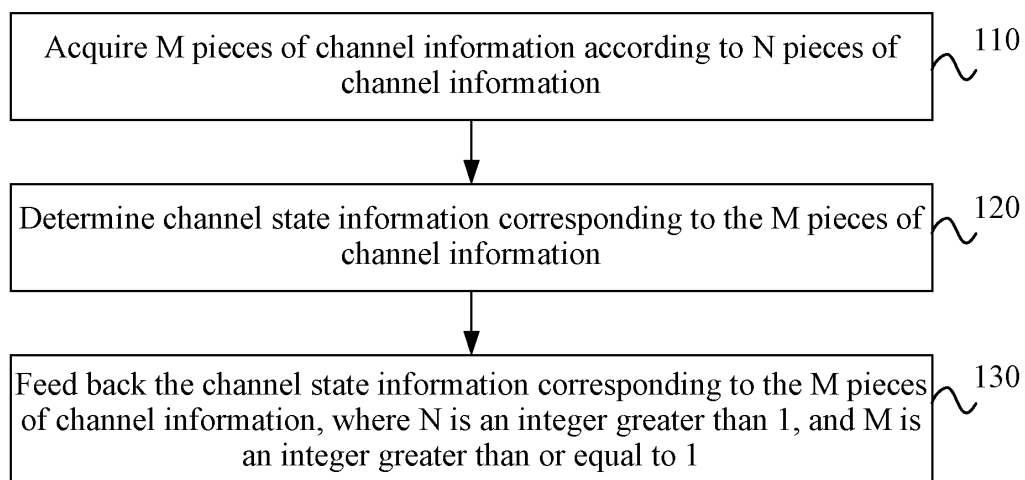 Acquire M pieces of channel information according to N pieces of
channel information
110
Determine channel state information corresponding to the M pieces of
channel information
120
Feed back the channel state information corresponding to the M pieces
of channel information, where N is an integer greater than 1, and M is
an integer greater than or equal to 1
130